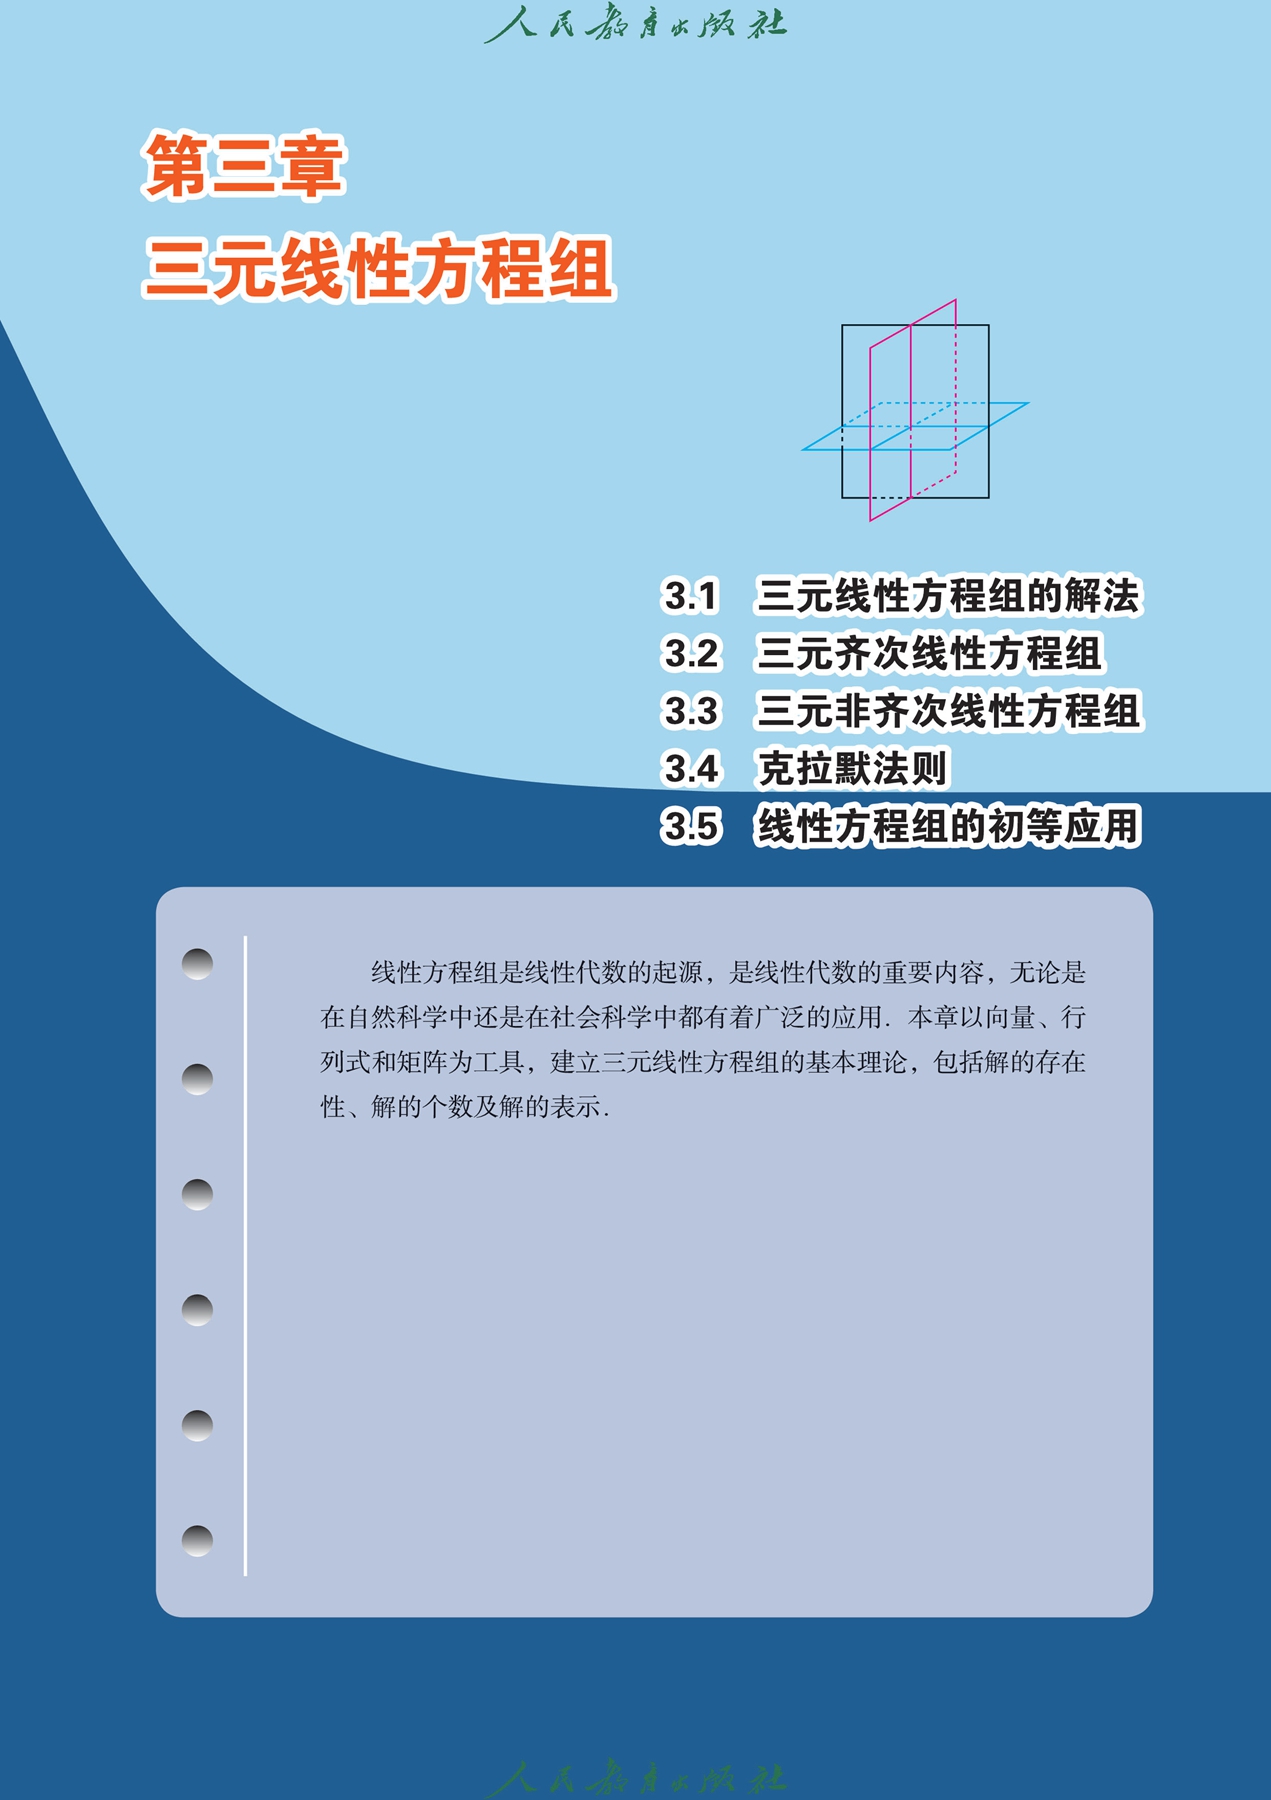 人民教育出版社
第三章
三元线性方程组
3.1 三元线性方程组的解法
3.2 三元齐次线性方程组
3.3 三元非齐次线性方程组
3.4 克拉默法则
3.5 线性方程组的初等应用
线性方程组是线性代数的起源，是线性代数的重要内容，无论是
在自然科学中还是在社会科学中都有着广泛的应用．本章以向量、行
列式和矩阵为工具，建立三元线性方程组的基本理论，包括解的存在
性、解的个数及解的表示．
人民教育出版社